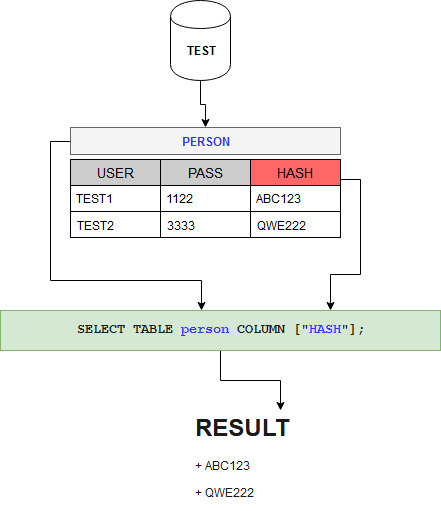 TEST
PERSON
USER PASS HASH
TEST1 1122 ABC123
TEST2 3333 QWE222
SELECT TABLE person COLUMN ["HASH"];
RESULT
+ ABC123
+ QWE222